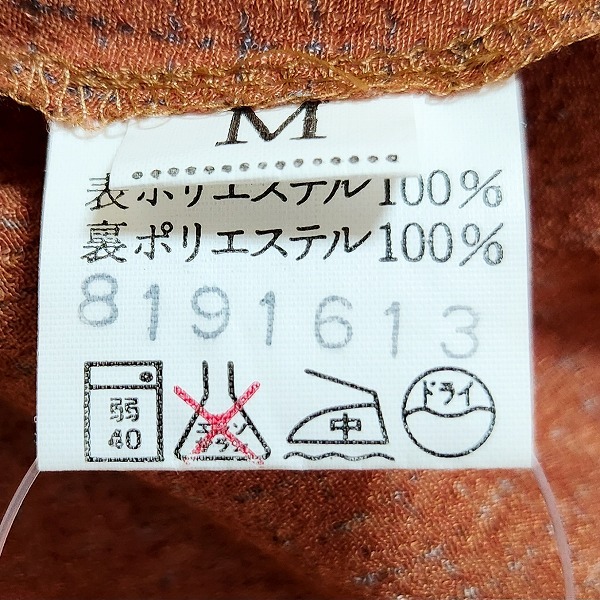 M
表ポリエステル100%
裏ポリエステル100%
8191613
弱 エンソ 中 ドライ
40 サラシ